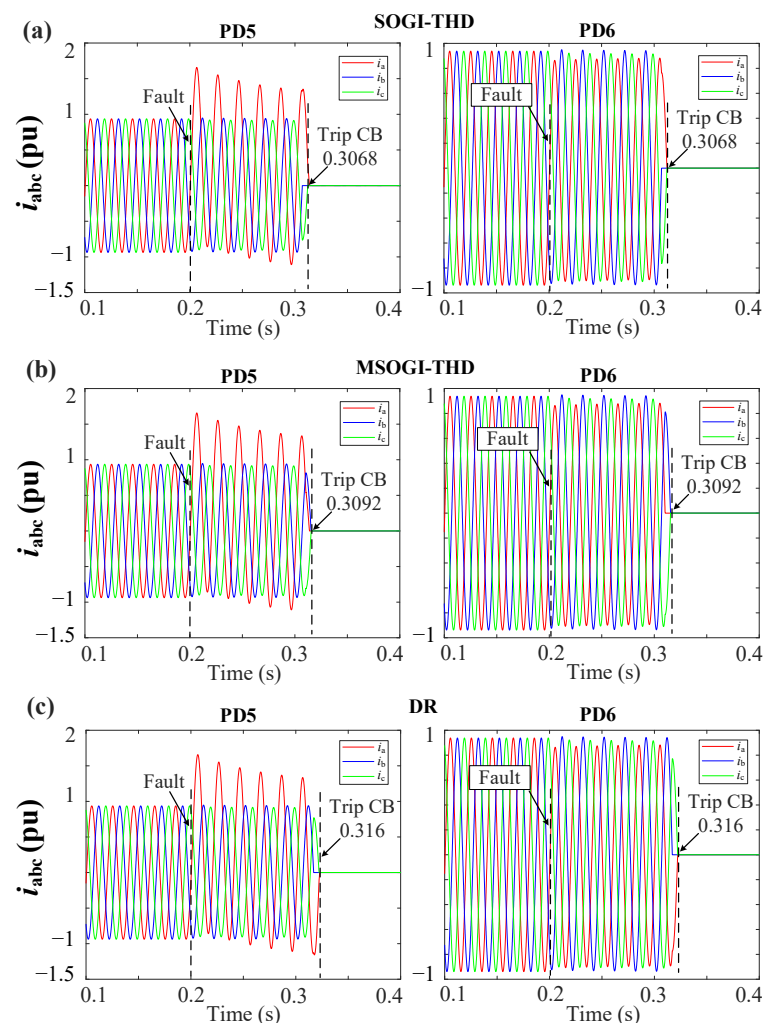 (a)
SOGI-THD
PD5
PD6
2
1
−1
−1.5
i_abc (pu)
Fault
i_a
i_b
i_c
Trip CB
0.3068
0.1
0.2
0.3
0.4
Time (s)
1
−1
Fault
i_a
i_b
i_c
Trip CB
0.3068
0.1
0.2
0.3
0.4
Time (s)
(b)
MSOGI-THD
PD5
PD6
2
1
−1
−1.5
i_abc (pu)
Fault
i_a
i_b
i_c
Trip CB
0.3092
0.1
0.2
0.3
0.4
Time (s)
1
−1
Fault
i_a
i_b
i_c
Trip CB
0.3092
0.1
0.2
0.3
0.4
Time (s)
(c)
DR
PD5
PD6
2
1
−1
−1.5
i_abc (pu)
Fault
i_a
i_b
i_c
Trip CB
0.316
0.1
0.2
0.3
0.4
Time (s)
1
−1
Fault
i_a
i_b
i_c
Trip CB
0.316
0.1
0.2
0.3
0.4
Time (s)